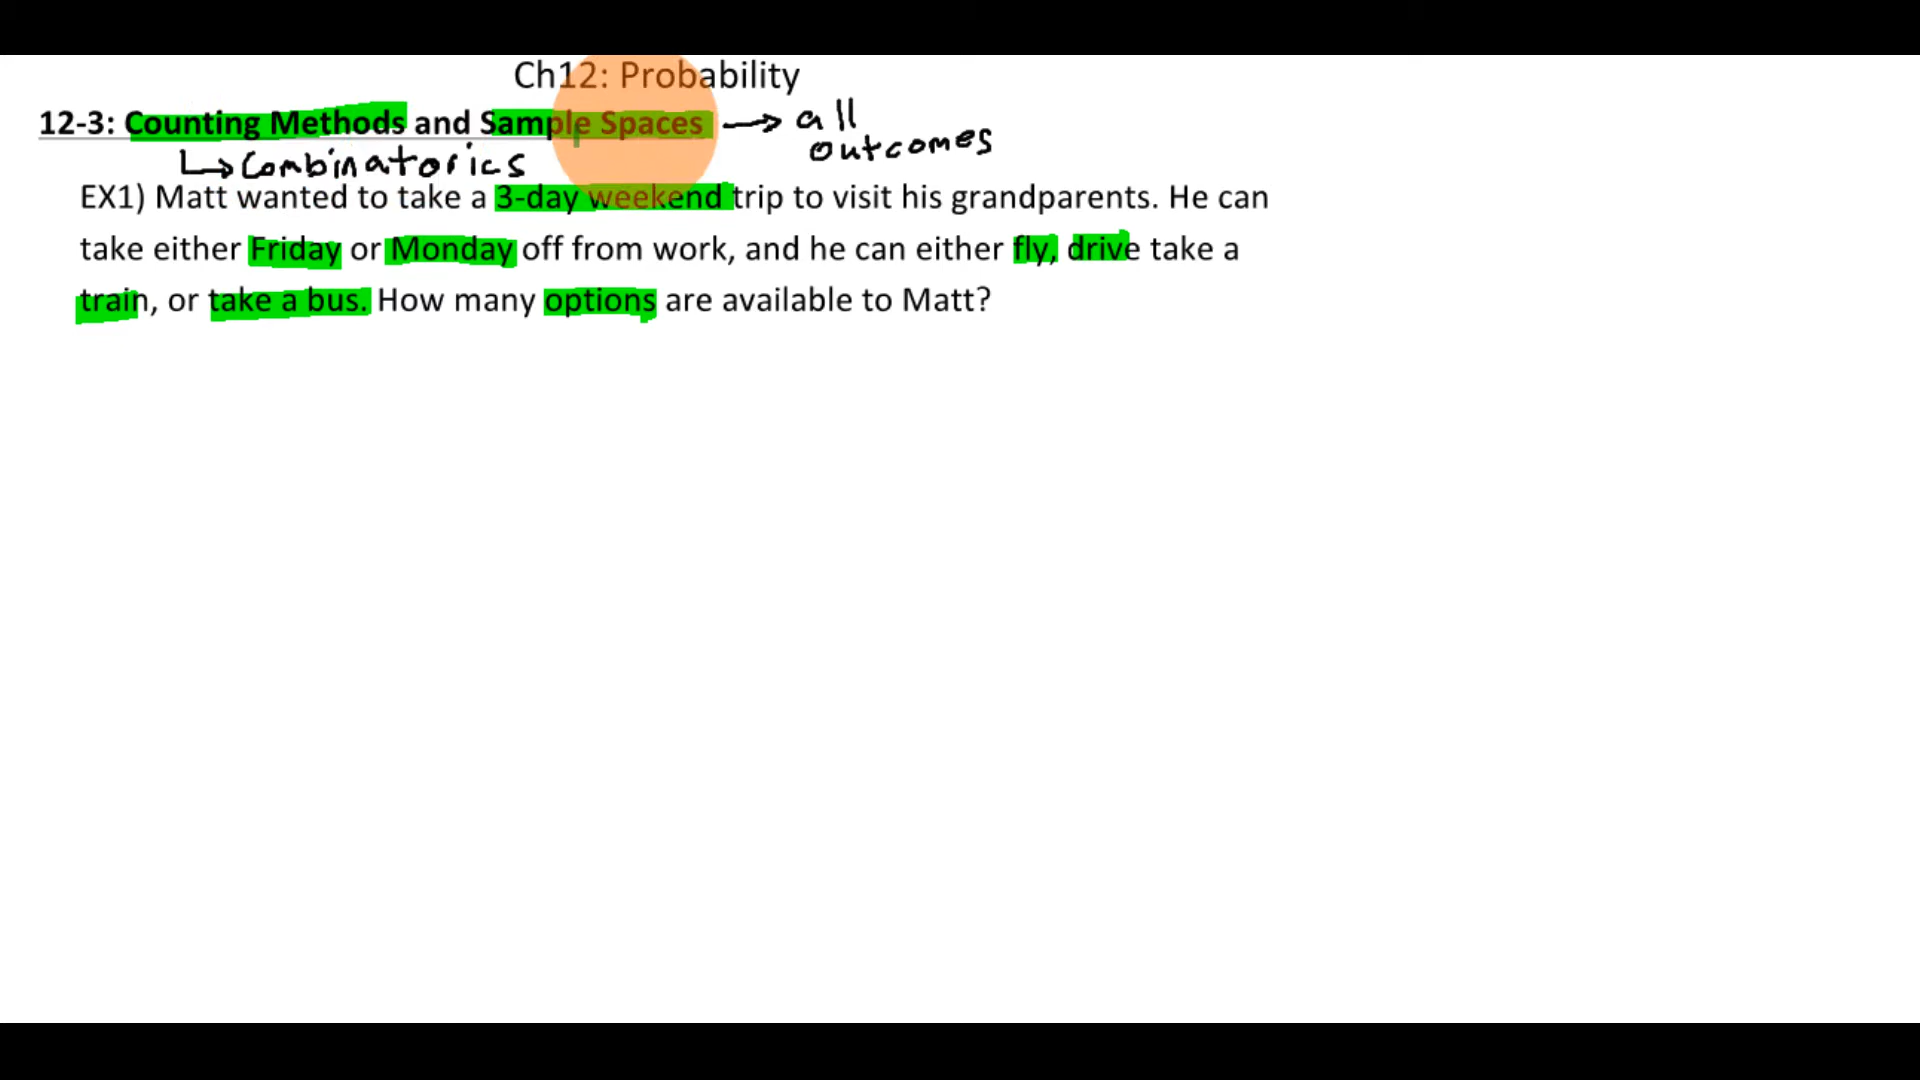 Ch12: Probability
12-3: Counting Methods and Sample Spaces → all
outcomes
↳ Combinatorics
EX1) Matt wanted to take a 3-day weekend trip to visit his grandparents. He can
take either Friday or Monday off from work, and he can either fly, drive take a
train, or take a bus. How many options are available to Matt?